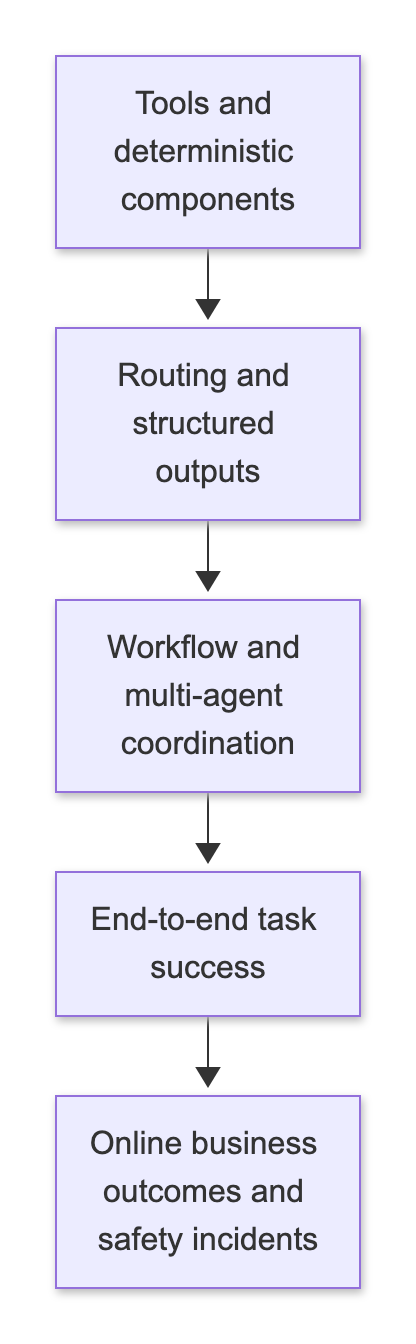 Tools and
deterministic
components
Routing and
structured
outputs
Workflow and
multi-agent
coordination
End-to-end task
success
Online business
outcomes and
safety incidents